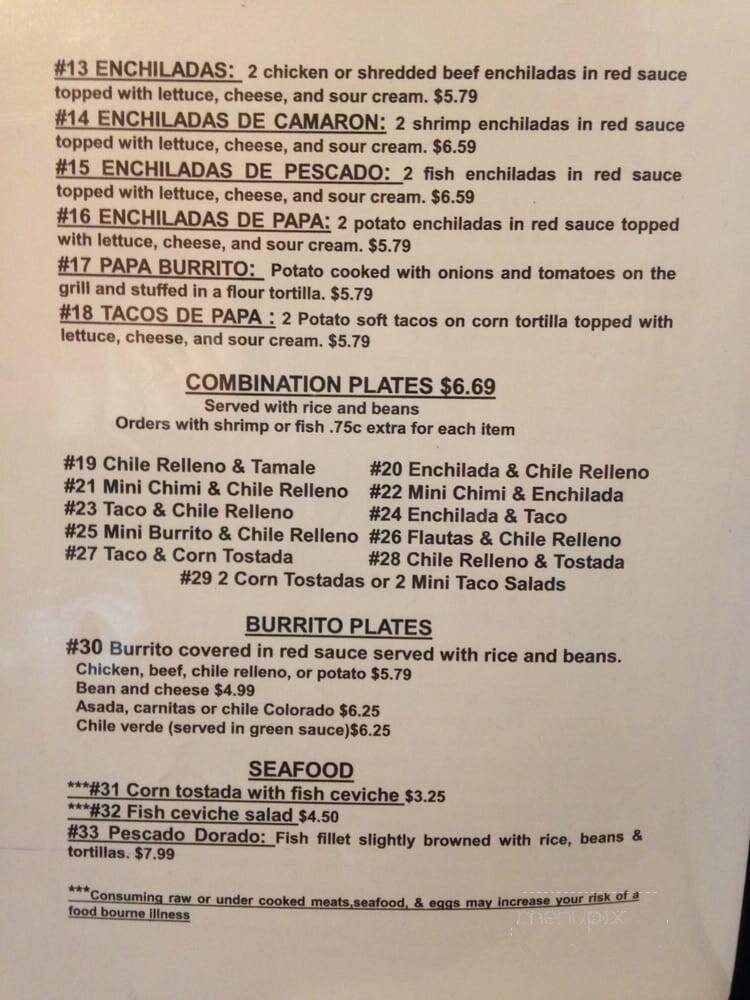 #13 ENCHILADAS: 2 chicken or shredded beef enchiladas in red sauce
topped with lettuce, cheese, and sour cream. $5.79
#14 ENCHILADAS DE CAMARON: 2 shrimp enchiladas in red sauce
topped with lettuce, cheese, and sour cream. $6.59
#15 ENCHILADAS DE PESCADO: 2 fish enchiladas in red sauce
topped with lettuce, cheese, and sour cream. $6.59
#16 ENCHILADAS DE PAPA: 2 potato enchiladas in red sauce topped
with lettuce, cheese, and sour cream. $5.79
#17 PAPA BURRITO: Potato cooked with onions and tomatoes on the
grill and stuffed in a flour tortilla. $5.79
#18 TACOS DE PAPA : 2 Potato soft tacos on corn tortilla topped with
lettuce, cheese, and sour cream. $5.79
COMBINATION PLATES $6.69
Served with rice and beans
Orders with shrimp or fish .75c extra for each item
#19 Chile Relleno & Tamale #20 Enchilada & Chile Relleno
#21 Mini Chimi & Chile Relleno #22 Mini Chimi & Enchilada
#23 Taco & Chile Relleno #24 Enchilada & Taco
#25 Mini Burrito & Chile Relleno #26 Flautas & Chile Relleno
#27 Taco & Corn Tostada #28 Chile Relleno & Tostada
#29 2 Corn Tostadas or 2 Mini Taco Salads
BURRITO PLATES
#30 Burrito covered in red sauce served with rice and beans.
Chicken, beef, chile relleno, or potato $5.79
Bean and cheese $4.99
Asada, carnitas or chile Colorado $6.25
Chile verde (served in green sauce)$6.25
SEAFOOD
***#31 Corn tostada with fish ceviche $3.25
***#32 Fish ceviche salad $4.50
#33 Pescado Dorado: Fish fillet slightly browned with rice, beans &
tortillas. $7.99
***Consuming raw or under cooked meats,seafood, & eggs may increase your risk of a
food bourne illness
menupix